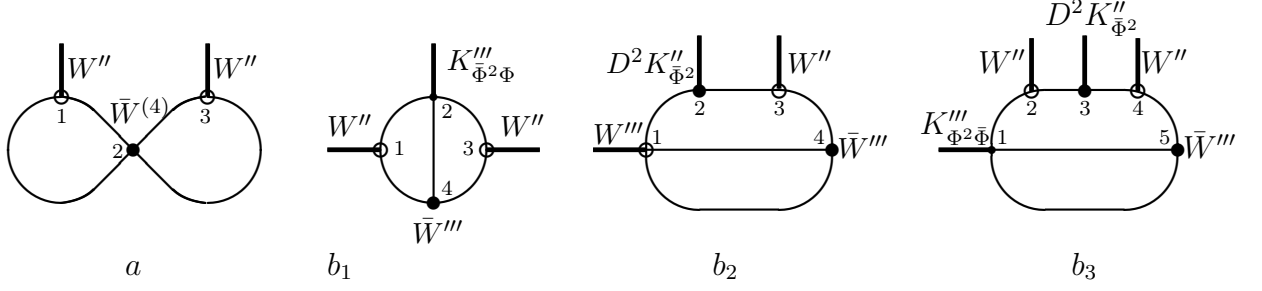 W″ W″ W̄⁽⁴⁾ 1 2 3
a
K‴_{Φ̄²Φ} W″ W″ 1 2 3 4 W̄‴
b₁
D²K″_{Φ̄²} W″ W‴ 1 2 3 4 W̄‴
b₂
D²K″_{Φ̄²} W″ W″ K‴_{Φ²Φ̄} 1 2 3 4 5 W̄‴
b₃